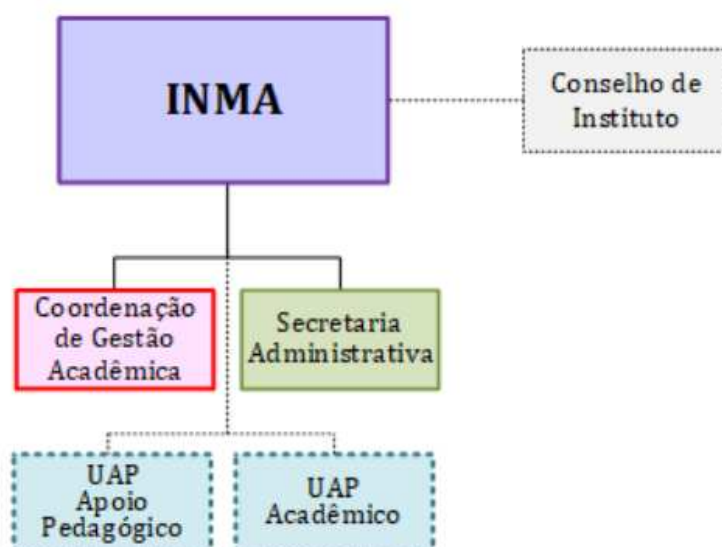 INMA
Conselho de
Instituto
Coordenação
de Gestão
Acadêmica
Secretaria
Administrativa
UAP
Apoio
Pedagógico
UAP
Acadêmico